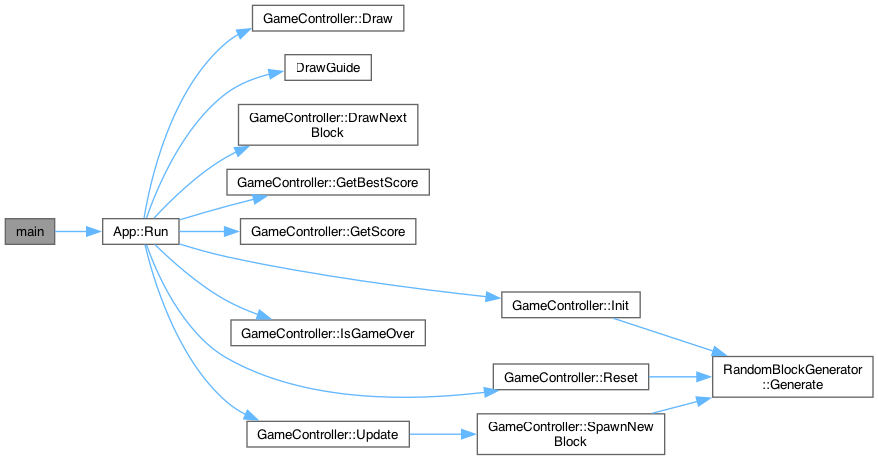 main
App::Run
GameController::Draw
DrawGuide
GameController::DrawNext
Block
GameController::GetBestScore
GameController::GetScore
GameController::IsGameOver
GameController::Update
GameController::Init
GameController::Reset
GameController::SpawnNew
Block
RandomBlockGenerator
::Generate